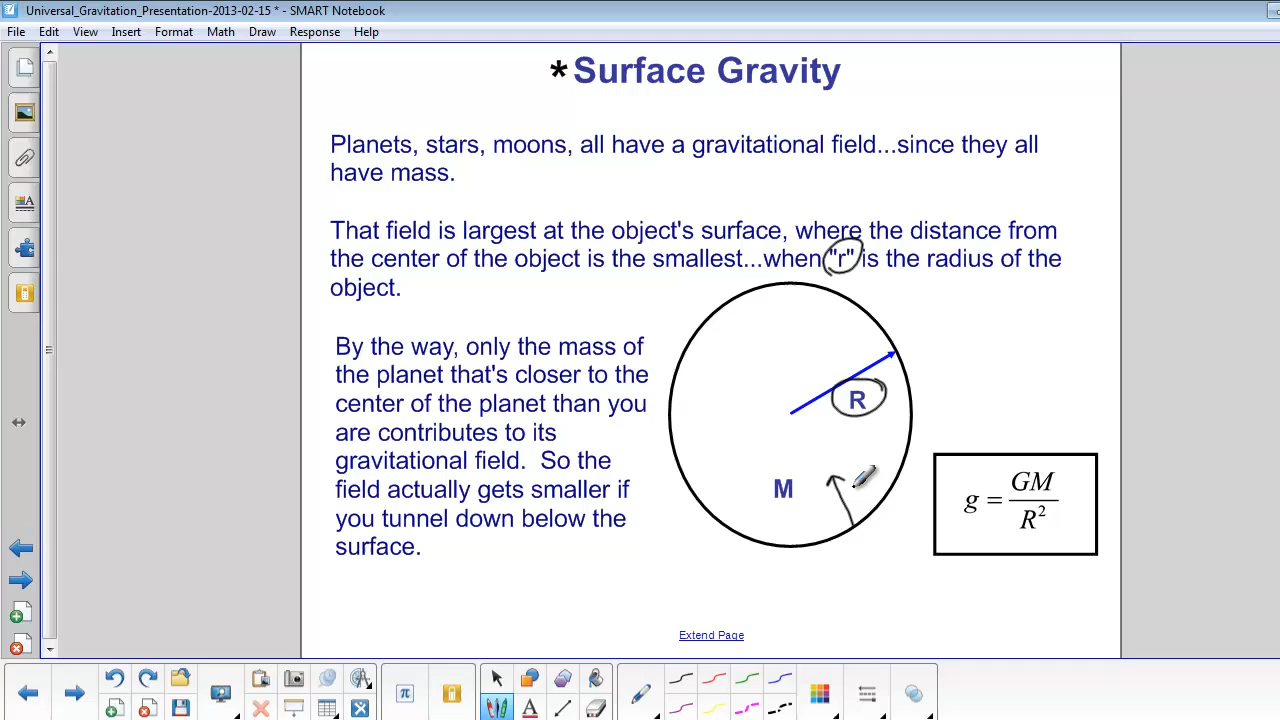 Universal_Gravitation_Presentation-2013-02-15 * - SMART Notebook
File Edit View Insert Format Math Draw Response Help
*Surface Gravity
Planets, stars, moons, all have a gravitational field...since they all
have mass.
That field is largest at the object's surface, where the distance from
the center of the object is the smallest...when "r" is the radius of the
object.
By the way, only the mass of
the planet that's closer to the
center of the planet than you
are contributes to its
gravitational field.  So the
field actually gets smaller if
you tunnel down below the
surface.
R
M
g = GM
R²
Extend Page
π
A